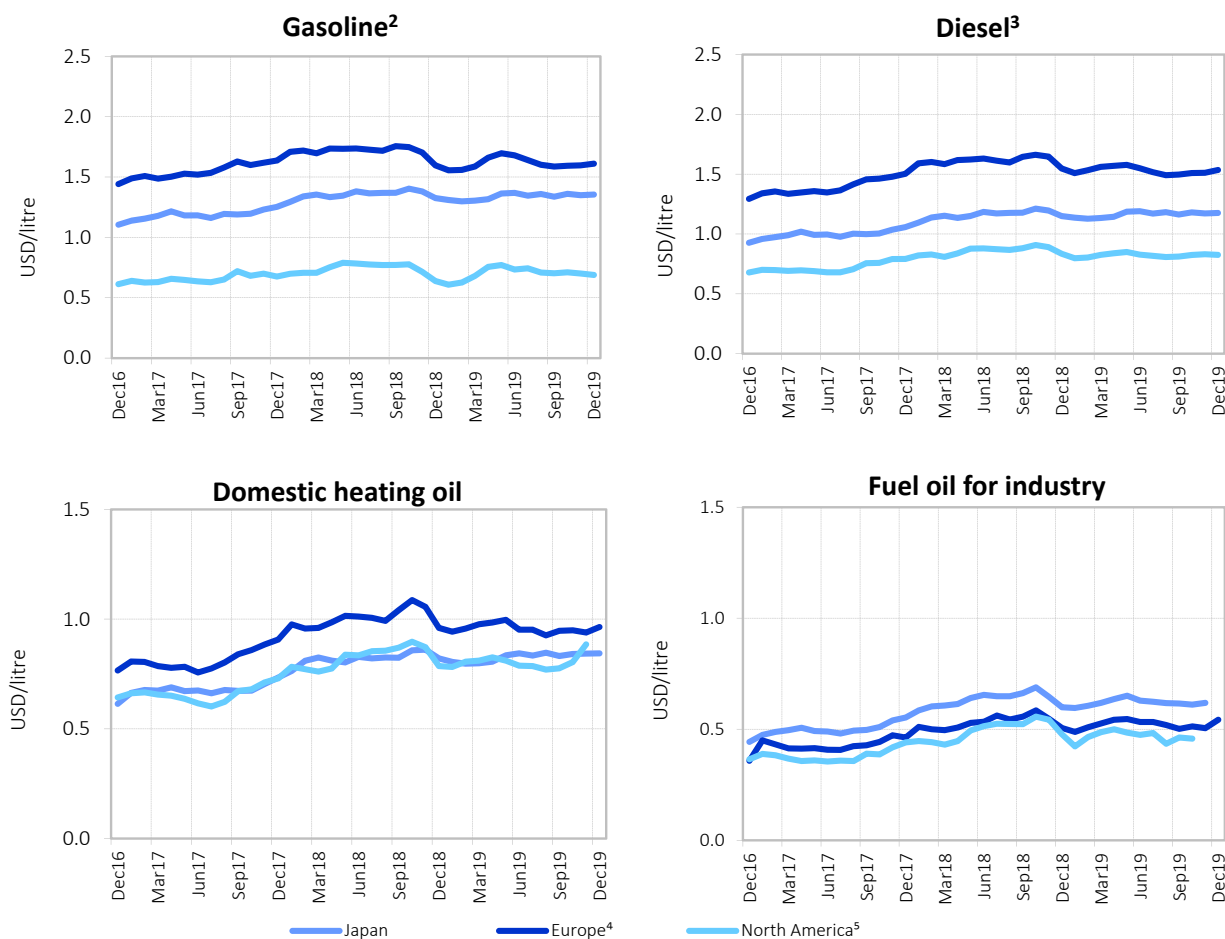 Gasoline²
USD/litre
2.5
2.0
1.5
1.0
0.5
0.0
Dec16
Mar17
Jun17
Sep17
Dec17
Mar18
Jun18
Sep18
Dec18
Mar19
Jun19
Sep19
Dec19
Diesel³
USD/litre
2.5
2.0
1.5
1.0
0.5
0.0
Dec16
Mar17
Jun17
Sep17
Dec17
Mar18
Jun18
Sep18
Dec18
Mar19
Jun19
Sep19
Dec19
Domestic heating oil
USD/litre
1.5
1.0
0.5
0.0
Dec16
Mar17
Jun17
Sep17
Dec17
Mar18
Jun18
Sep18
Dec18
Mar19
Jun19
Sep19
Dec19
Fuel oil for industry
USD/litre
1.5
1.0
0.5
0.0
Dec16
Mar17
Jun17
Sep17
Dec17
Mar18
Jun18
Sep18
Dec18
Mar19
Jun19
Sep19
Dec19
Japan
Europe⁴
North America⁵